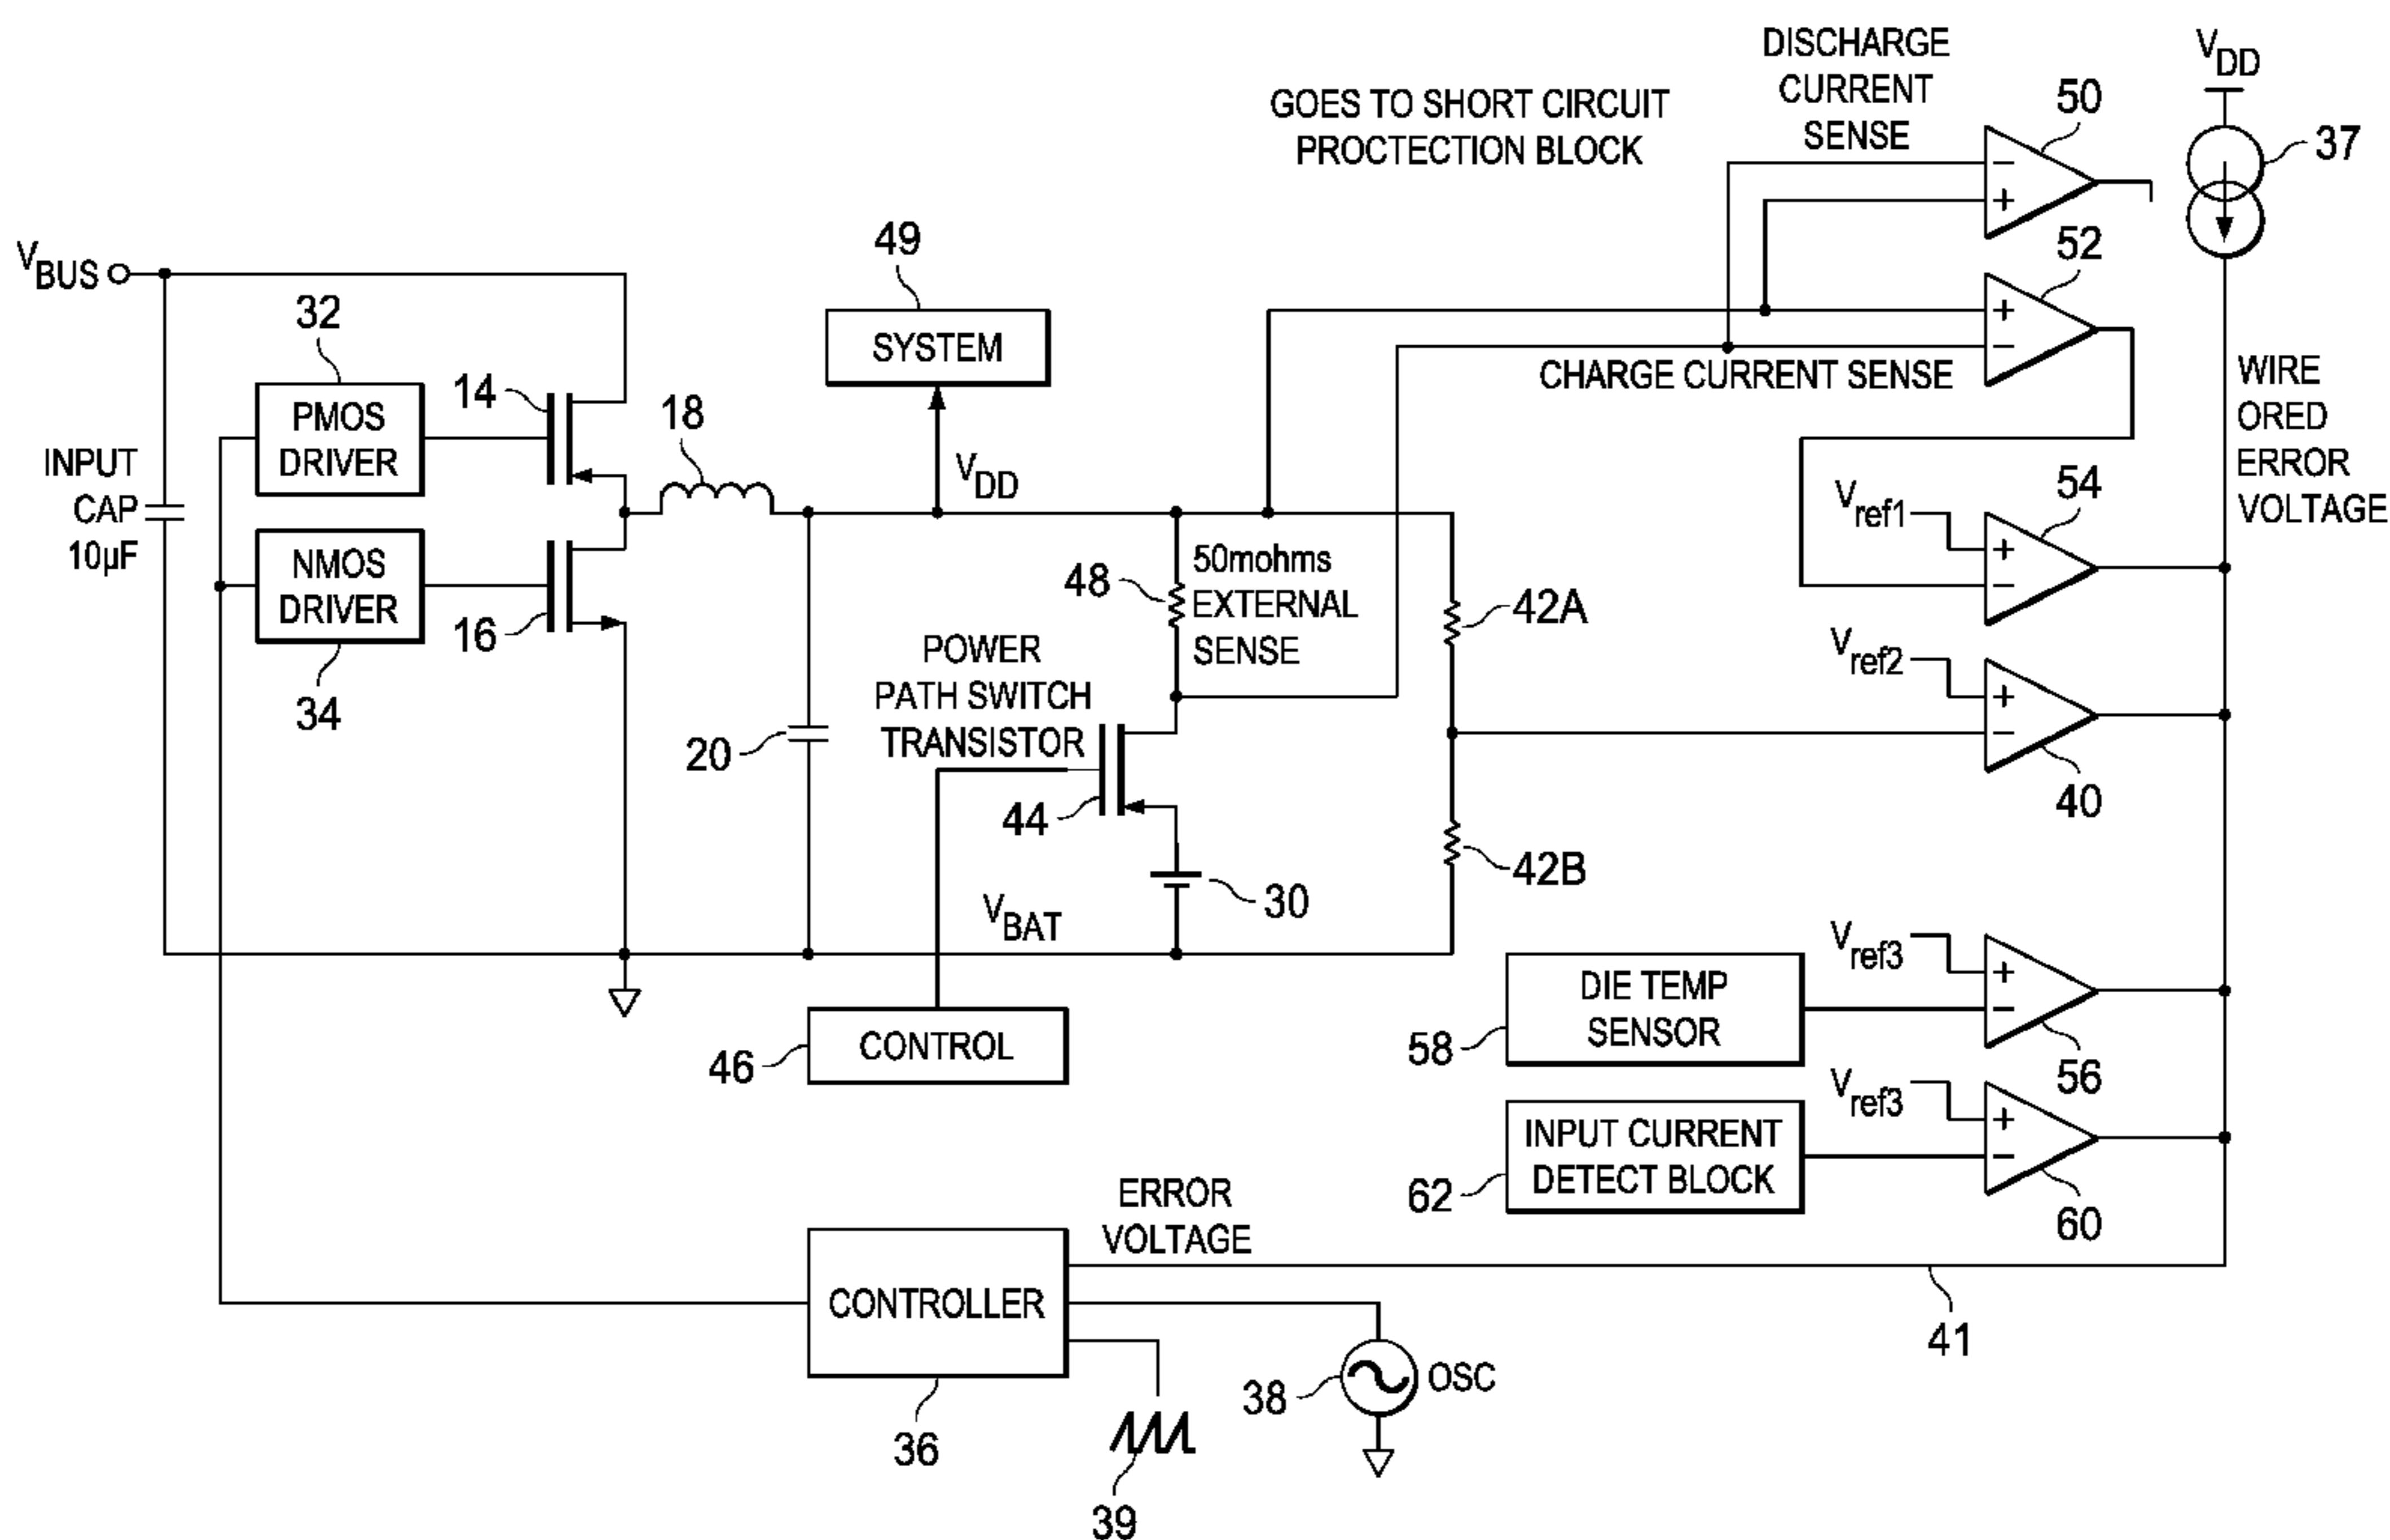 DISCHARGE
CURRENT
SENSE
VDD
50
37
GOES TO SHORT CIRCUIT
PROCTECTION BLOCK
VBUS
49
SYSTEM
52
32
PMOS
DRIVER
14
18
VDD
CHARGE CURRENT SENSE
WIRE
ORED
ERROR
VOLTAGE
INPUT
CAP
10µF
NMOS
DRIVER
16
34
48
50mohms
EXTERNAL
SENSE
42A
Vref1
54
POWER
PATH SWITCH
TRANSISTOR
20
44
Vref2
40
42B
30
VBAT
Vref3
DIE TEMP
SENSOR
58
56
CONTROL
46
Vref3
INPUT CURRENT
DETECT BLOCK
62
60
ERROR
VOLTAGE
CONTROLLER
36
41
38
OSC
39